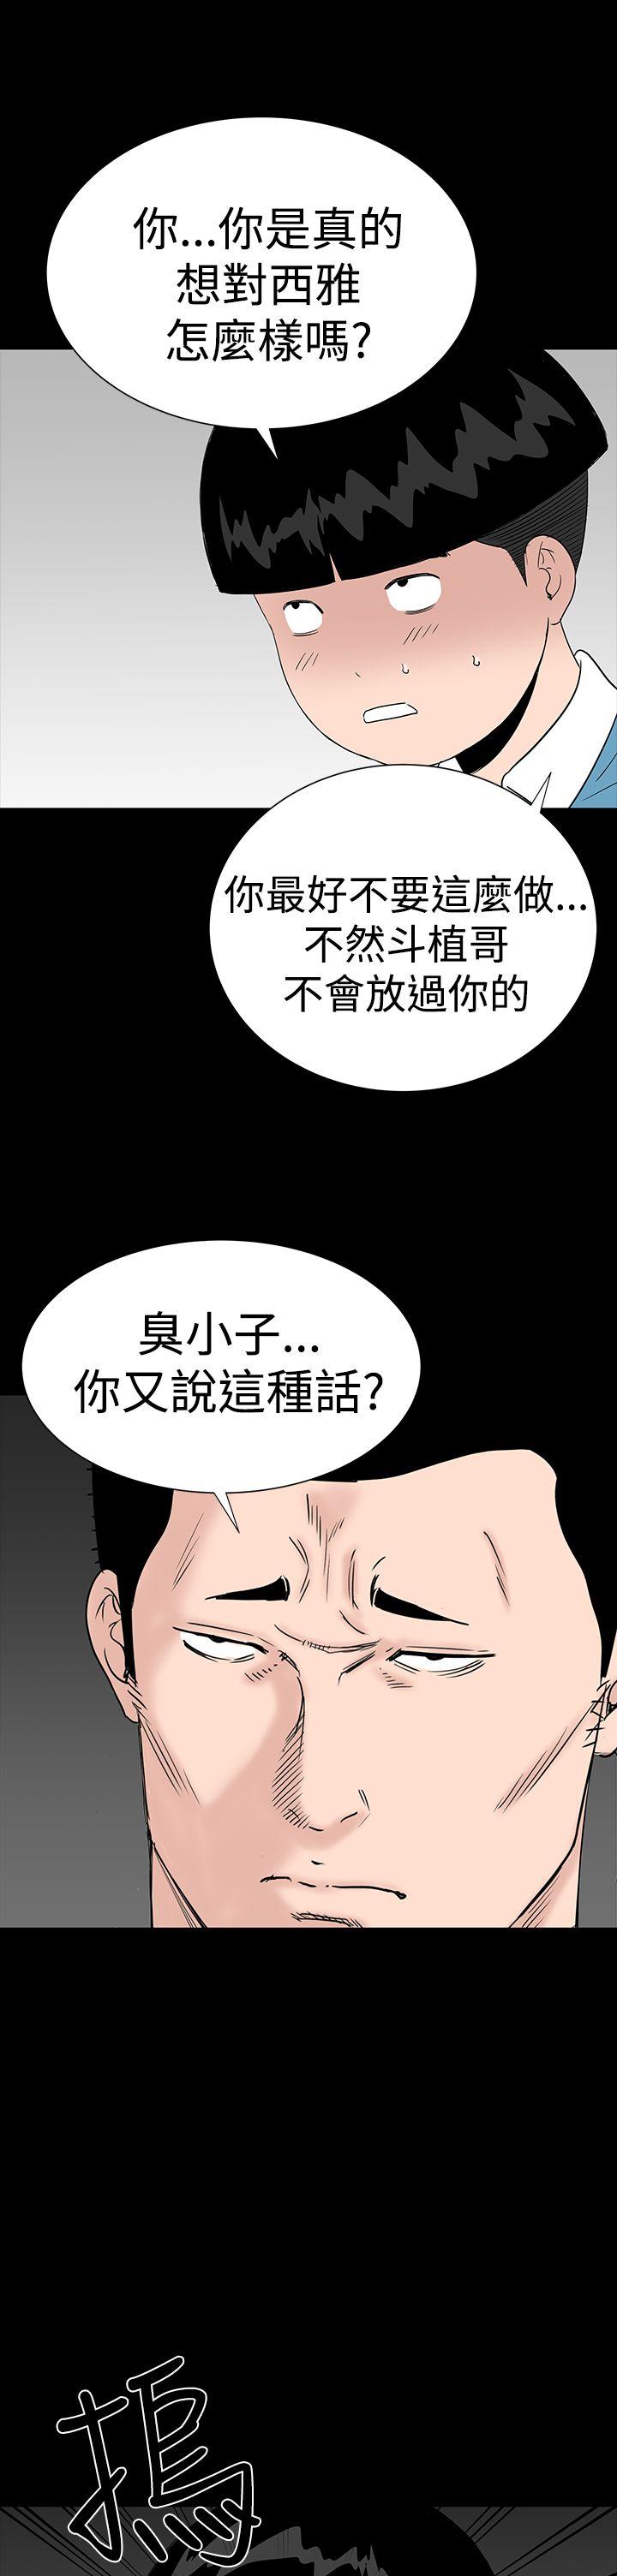 你...你是真的
想對西雅
怎麼樣嗎?
你最好不要這麼做...
不然斗植哥
不會放過你的
臭小子...
你又說這種話?
搗